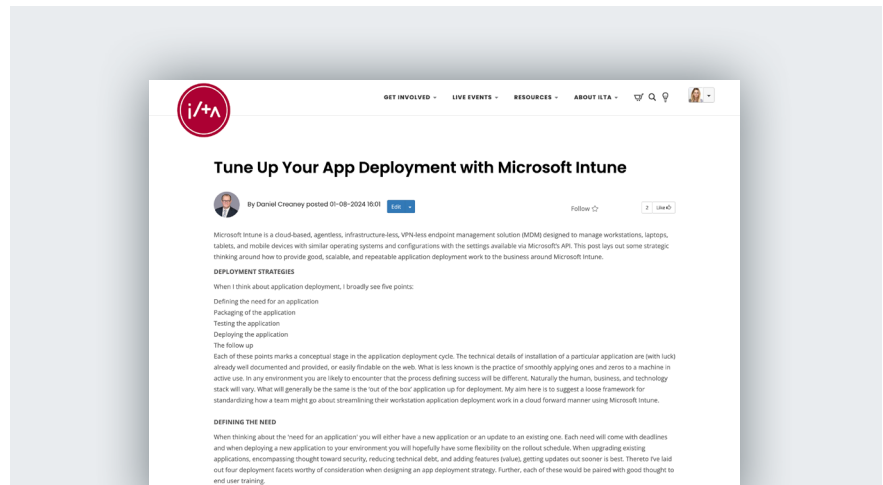 i/+Λ
GET INVOLVED
LIVE EVENTS
RESOURCES
ABOUT ILTA
Tune Up Your App Deployment with Microsoft Intune
By Daniel Creaney posted 01-08-2024 16:01
Edit
Follow
2
Like
Microsoft Intune is a cloud-based, agentless, infrastructure-less, VPN-less endpoint management solution (MDM) designed to manage workstations, laptops,
tablets, and mobile devices with similar operating systems and configurations with the settings available via Microsoft's API. This post lays out some strategic
thinking around how to provide good, scalable, and repeatable application deployment work to the business around Microsoft Intune.
DEPLOYMENT STRATEGIES
When I think about application deployment, I broadly see five points:
Defining the need for an application
Packaging of the application
Testing the application
Deploying the application
The follow up
Each of these points marks a conceptual stage in the application deployment cycle. The technical details of installation of a particular application are (with luck)
already well documented and provided, or easily findable on the web. What is less known is the practice of smoothly applying ones and zeros to a machine in
active use. In any environment you are likely to encounter that the process defining success will be different. Naturally the human, business, and technology
stack will vary. What will generally be the same is the 'out of the box' application up for deployment. My aim here is to suggest a loose framework for
standardizing how a team might go about streamlining their workstation application deployment work in a cloud forward manner using Microsoft Intune.
DEFINING THE NEED
When thinking about the 'need for an application' you will either have a new application or an update to an existing one. Each need will come with deadlines
and when deploying a new application to your environment you will hopefully have some flexibility on the rollout schedule. When upgrading existing
applications, encompassing thought toward security, reducing technical debt, and adding features (value), getting updates out sooner is best. Thereto I've laid
out four deployment facets worthy of consideration when designing an app deployment strategy. Further, each of these would be paired with good thought to
end user training.